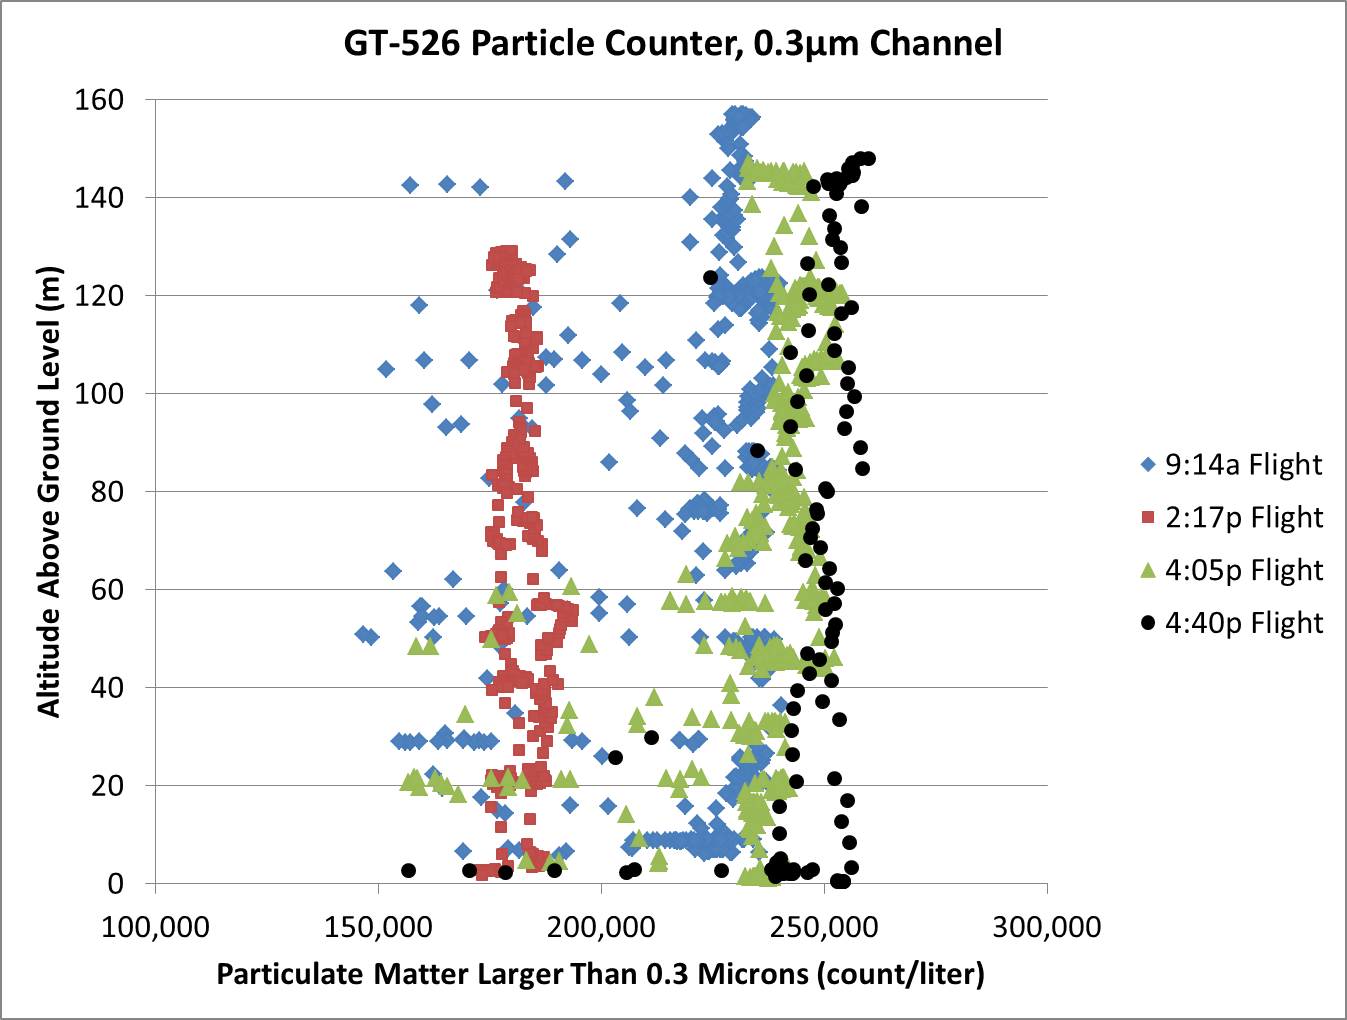 GT-526 Particle Counter, 0.3µm Channel
160
140
120
100
80
60
40
20
0
Altitude Above Ground Level (m)
100,000 150,000 200,000 250,000 300,000
Particulate Matter Larger Than 0.3 Microns (count/liter)
9:14a Flight
2:17p Flight
4:05p Flight
4:40p Flight